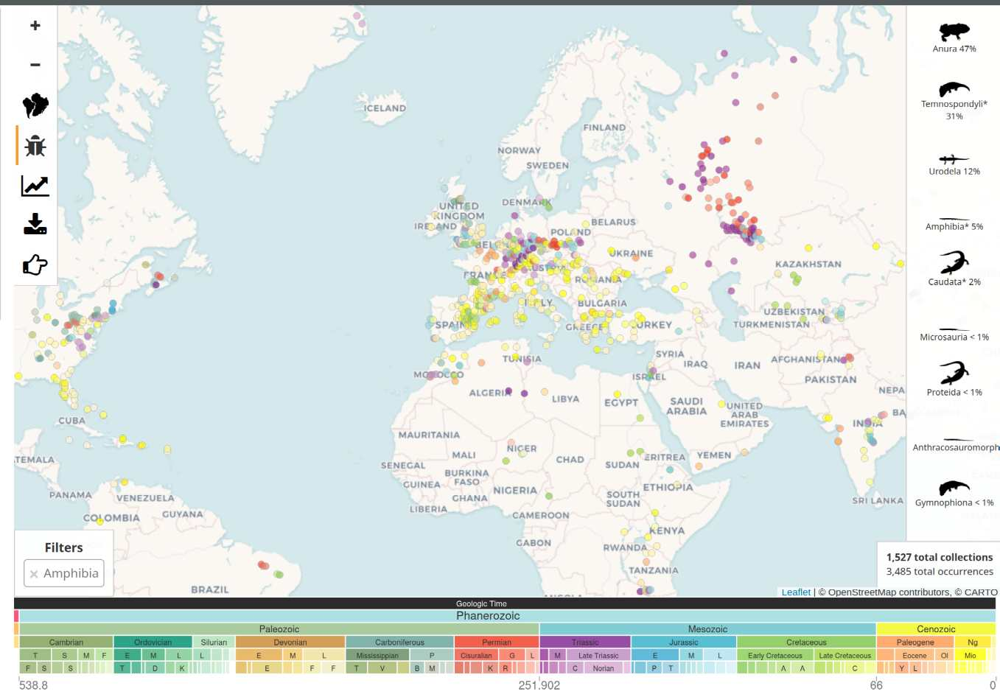 +
−
ICELAND
FINLAND
NORWAY
SWEDEN
DENMARK
UNITED
KINGDOM
IRELAND
BELARUS
POLAND
BELG
UKRAINE
AUSTRIA
FRANCE
ROMANIA
KAZAKHSTAN
ITALY
BULGARIA
SPAIN
GREECE
TURKEY
UZBEKISTAN
TURKMENISTAN
TUNISIA
SYRIA
IRAQ
IRAN
AFGHANISTAN
MOROCCO
ISRAEL
PAKISTAN
ALGERIA
LIBYA
EGYPT
SAUDI
ARABIA
UNITED
ARAB
EMIRATES
NEPA
BA
INDIA
CUBA
MAURITANIA
MALI
NIGER
CHAD
SUDAN
ERITREA
YEMEN
TEMALA
SENEGAL
BURKINA
FASO
GUINEA
GHANA
NIGERIA
ETHIOPIA
SOUTH
SUDAN
SRI LANKA
PANAMA
VENEZUELA
COLOMBIA
GUYANA
LIBERIA
CAMEROON
GABON
KENYA
RWANDA
TANZANIA
BRAZIL
Anura 47%
Temnospondyli*
31%
Urodela 12%
Amphibia* 5%
Caudata* 2%
Microsauria < 1%
Proteida < 1%
Anthracosauromorph
Gymnophiona < 1%
Filters
× Amphibia
1,527 total collections
3,485 total occurrences
Leaflet | © OpenStreetMap contributors, © CARTO
Geologic Time
Phanerozoic
Paleozoic Mesozoic Cenozoic
Cambrian Ordovician Silurian Devonian Carboniferous Permian Triassic Jurassic Cretaceous Paleogene Ng
T S M F E M L L E M L Mississippian P Cisuralian G L M Late Triassic E M L Early Cretaceous Late Cretaceous Eocene Ol Mio
F S S T D K E F F T V B M K R C Norian P T A A C Y L
538.8 251.902 66 0